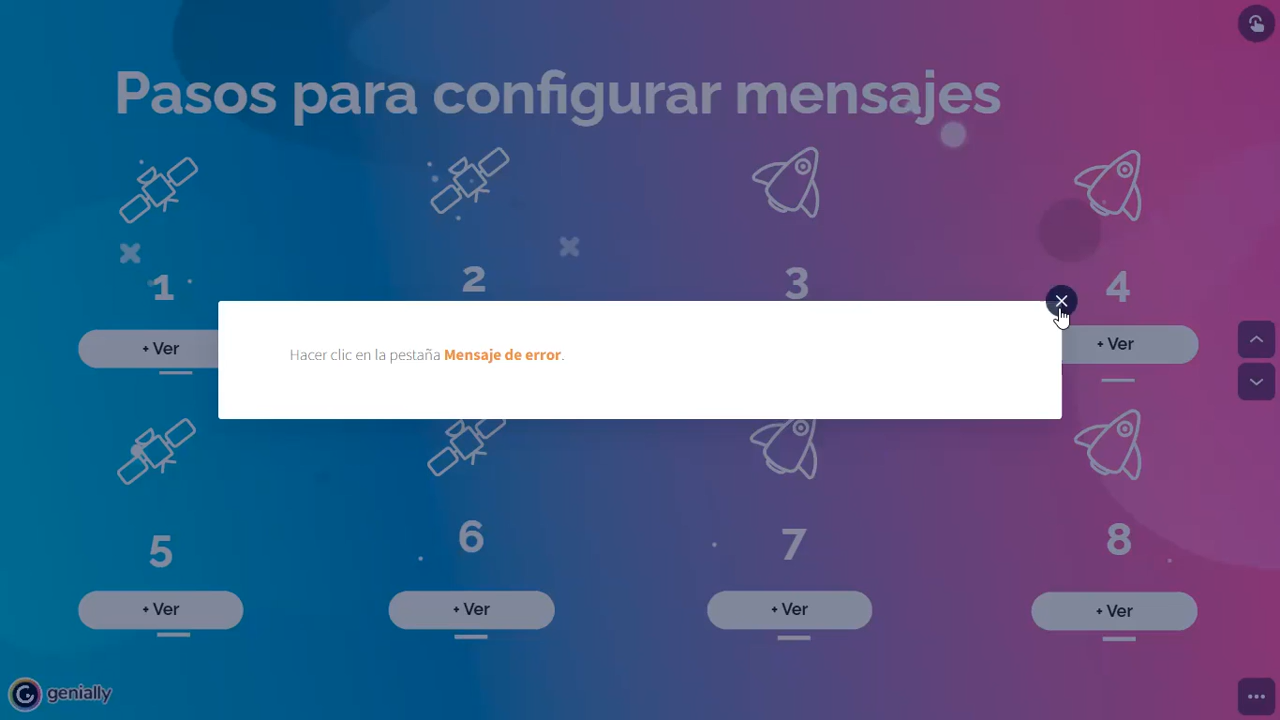 Pasos para configurar mensajes
1
2
3
4
+ Ver
+ Ver
Hacer clic en la pestaña Mensaje de error.
5
6
7
8
+ Ver
+ Ver
+ Ver
+ Ver
genially